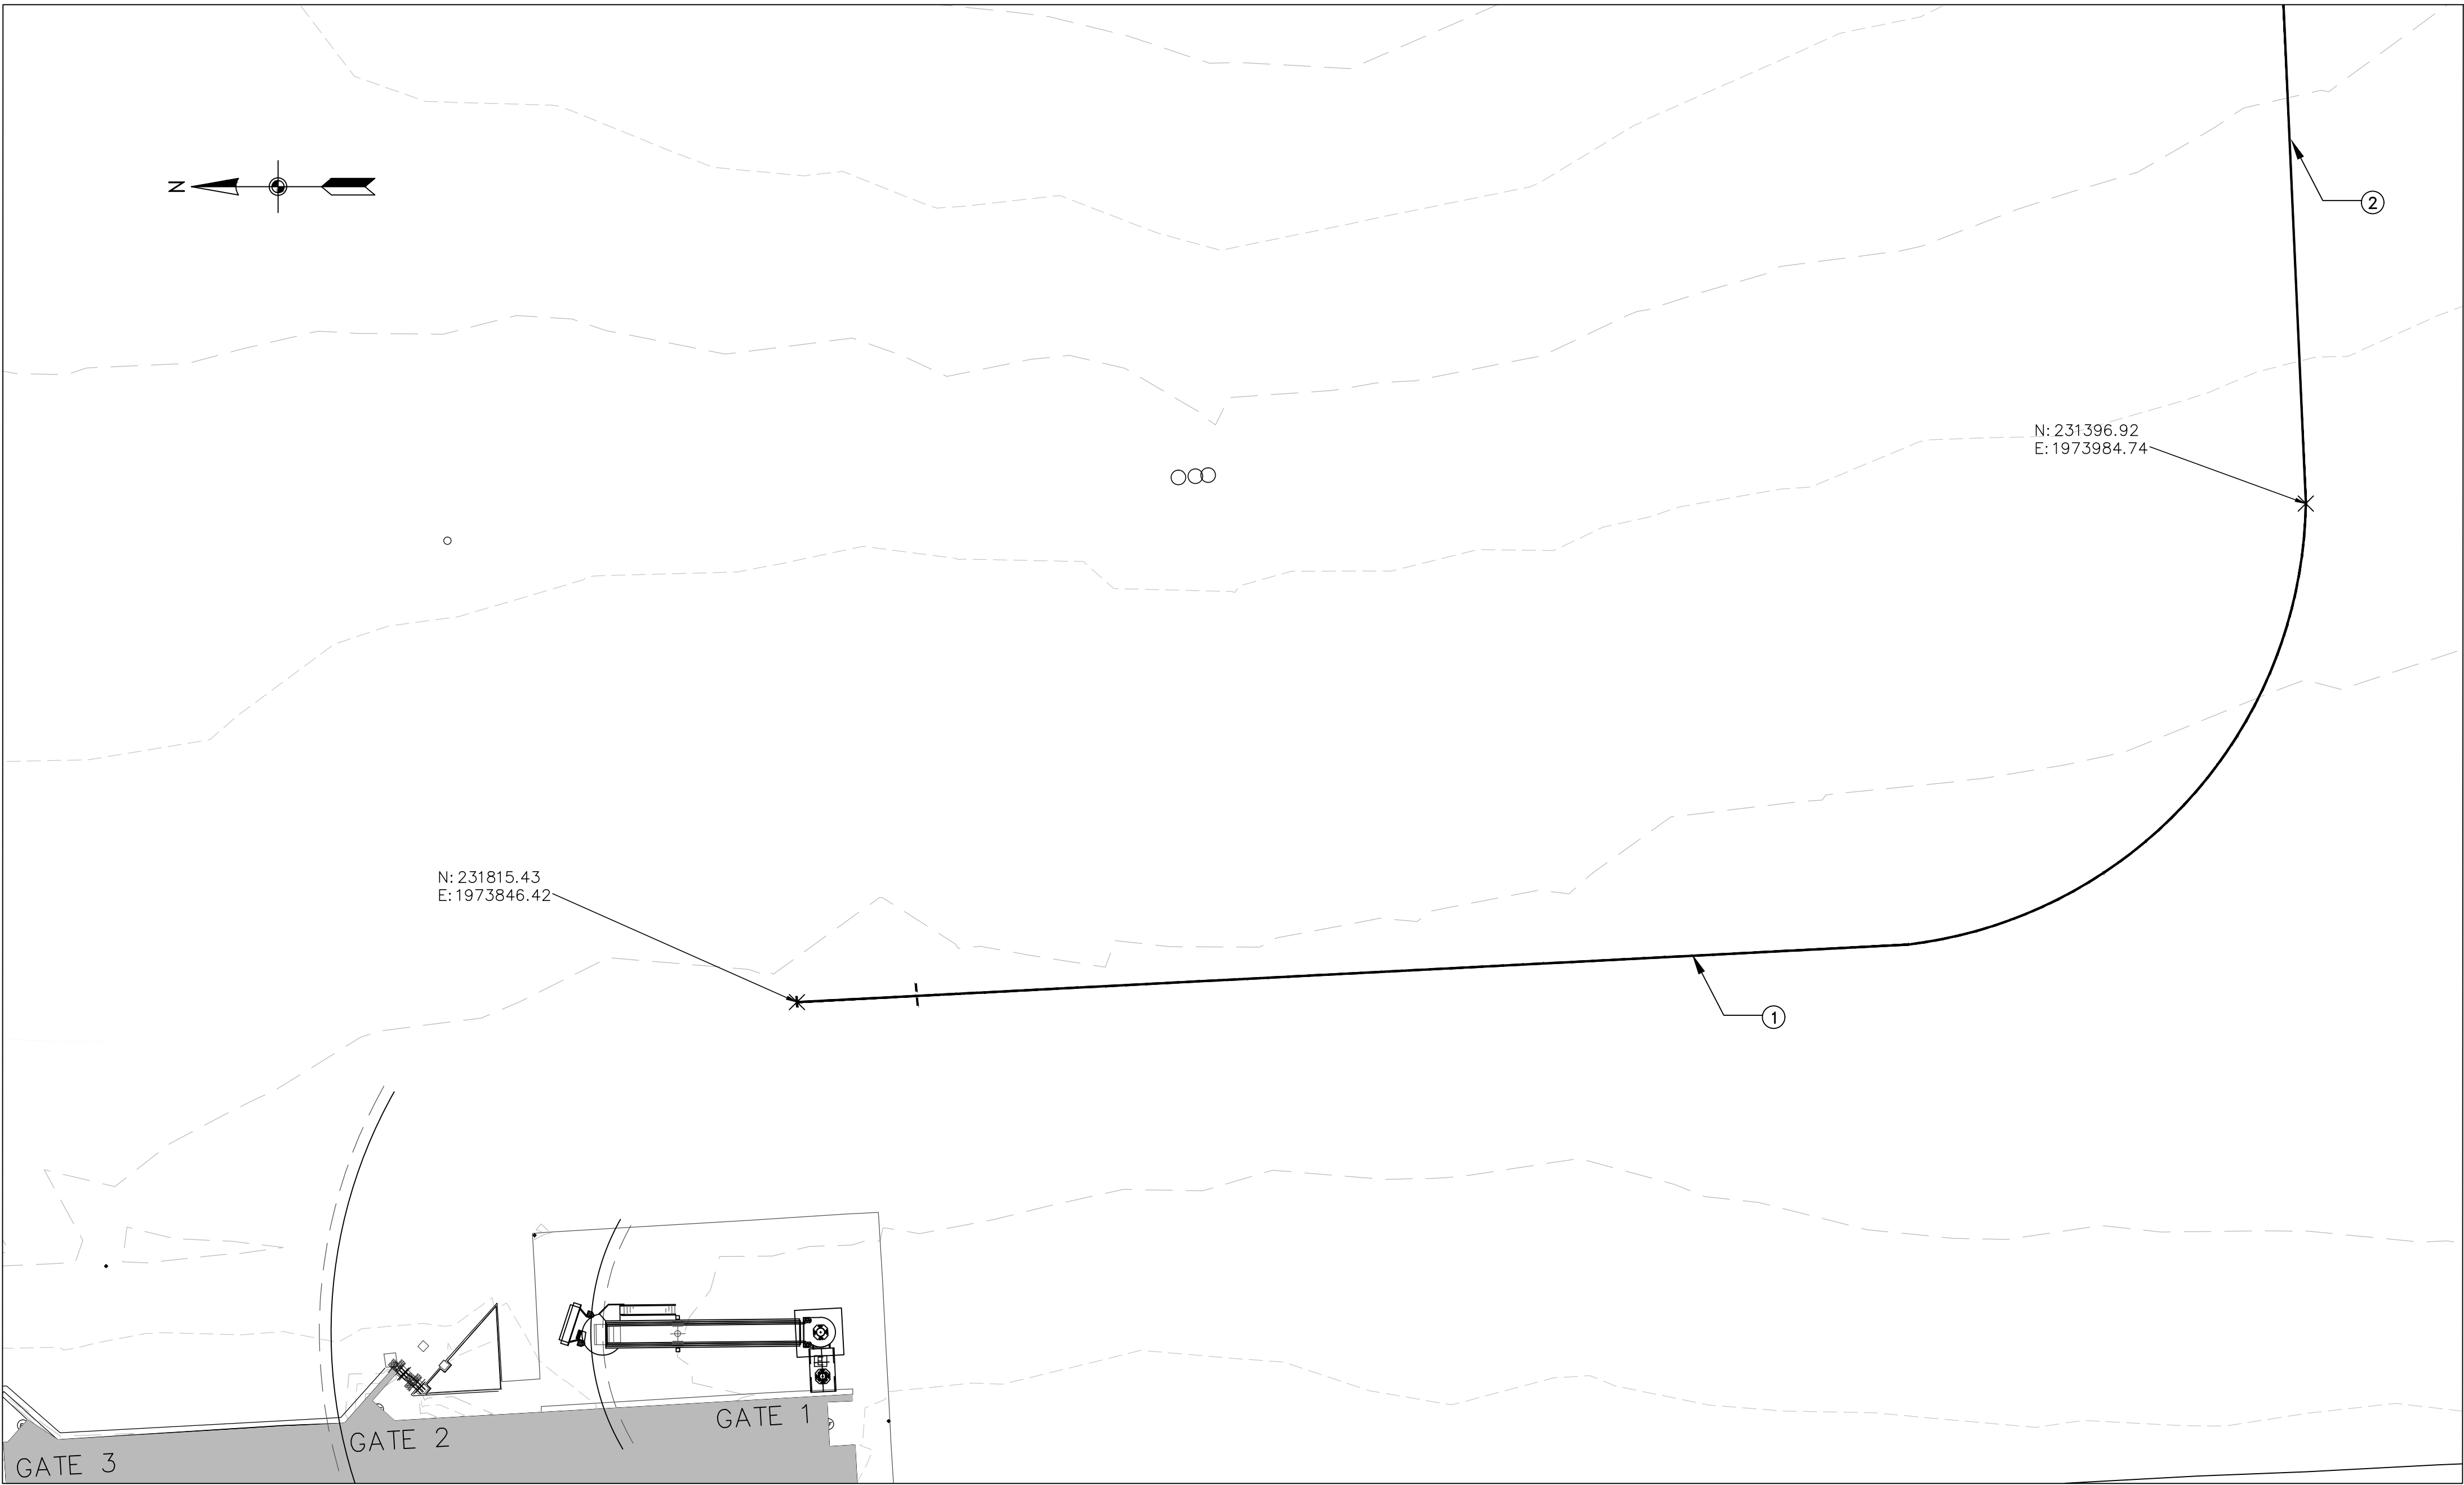 N
2
N: 231396.92
E: 1973984.74
N: 231815.43
E: 1973846.42
1
GATE 1
GATE 2
GATE 3